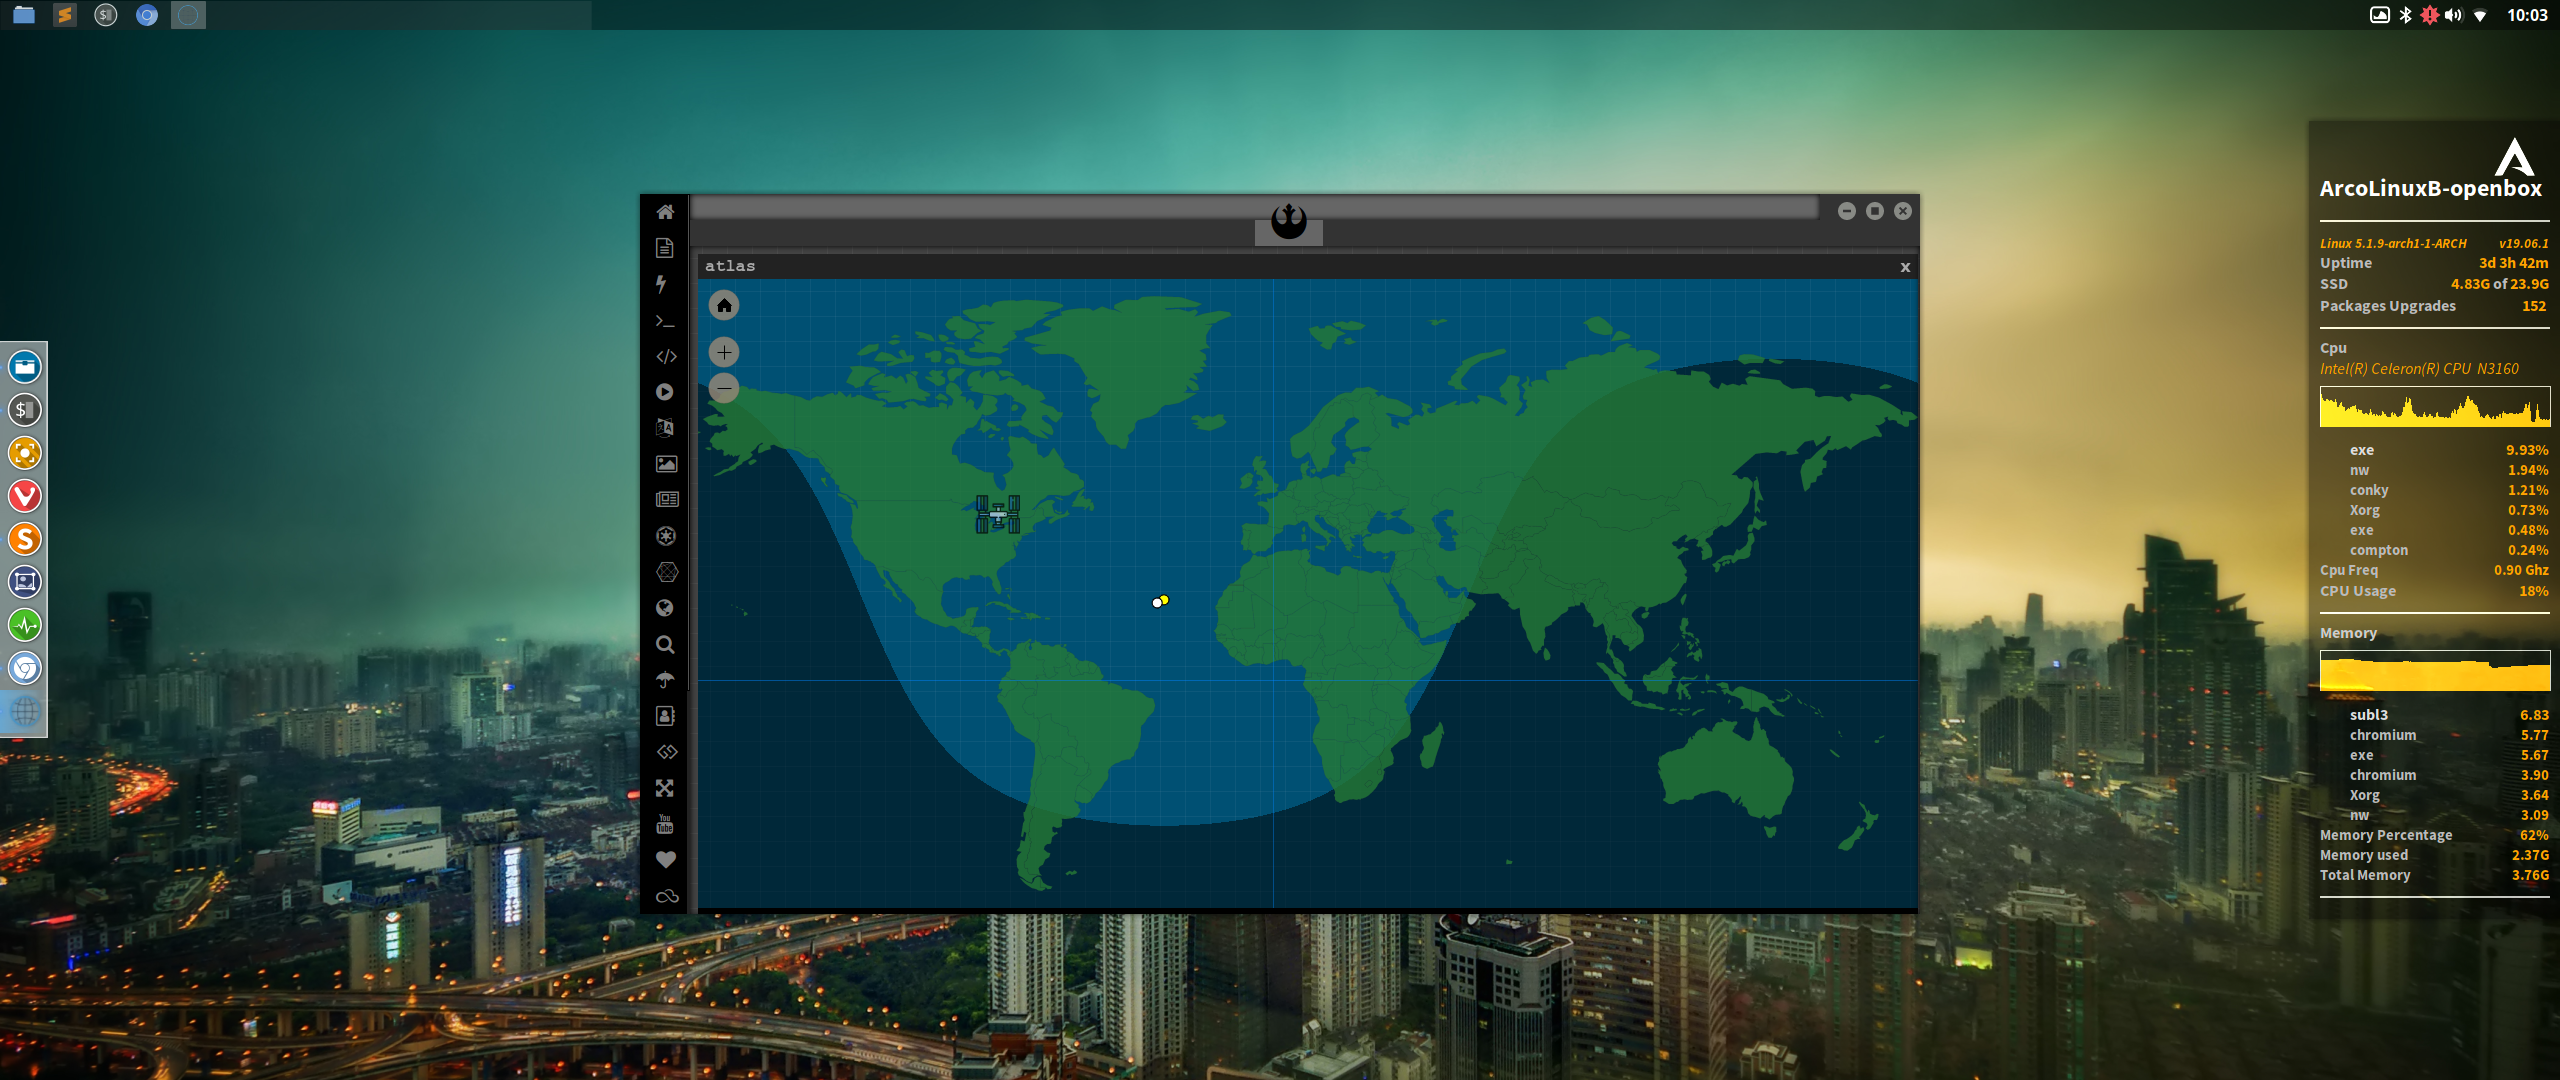 10:03
atlas
x
You
Tube
ArcoLinuxB-openbox
Linux 5.1.9-arch1-1-ARCH v19.06.1
Uptime 3d 3h 42m
SSD 4.83G of 23.9G
Packages Upgrades 152
Cpu
Intel(R) Celeron(R) CPU N3160
exe 9.93%
nw 1.94%
conky 1.21%
Xorg 0.73%
exe 0.48%
compton 0.24%
Cpu Freq 0.90 Ghz
CPU Usage 18%
Memory
subl3 6.83
chromium 5.77
exe 5.67
chromium 3.90
Xorg 3.64
nw 3.09
Memory Percentage 62%
Memory used 2.37G
Total Memory 3.76G